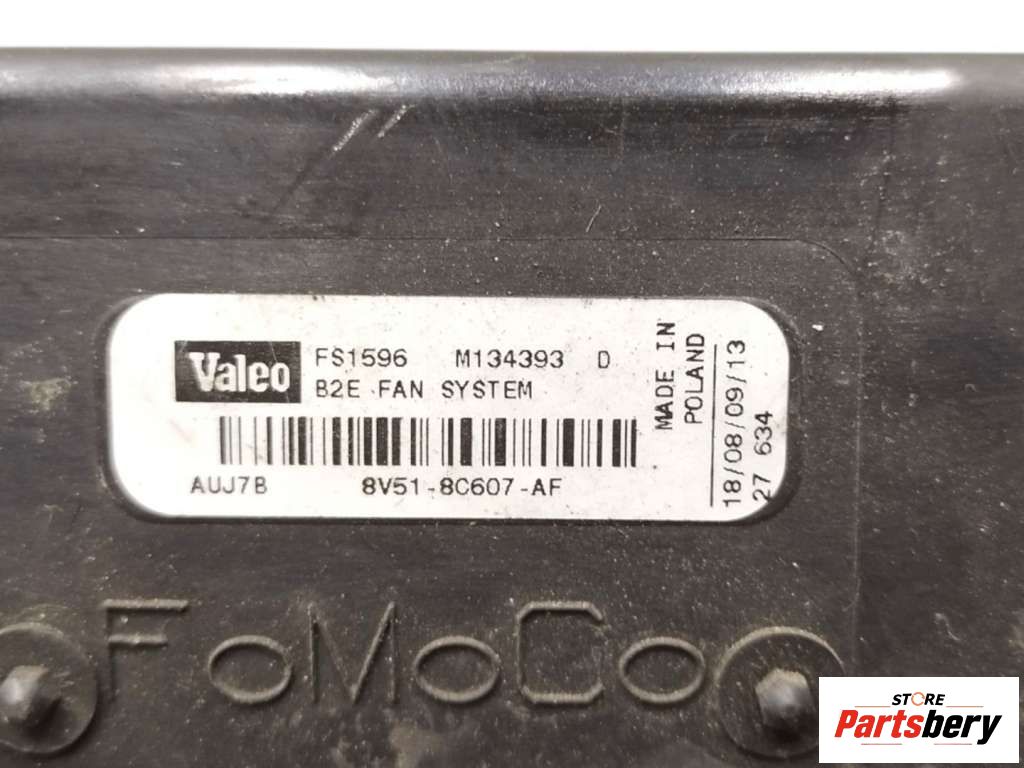 Valeo
FS1596 M134393 D
B2E FAN SYSTEM
AUJ7B 8V51-8C607-AF
MADE IN
POLAND
18/08/09/13
27 634
FoMoCo
STORE
Partsbery